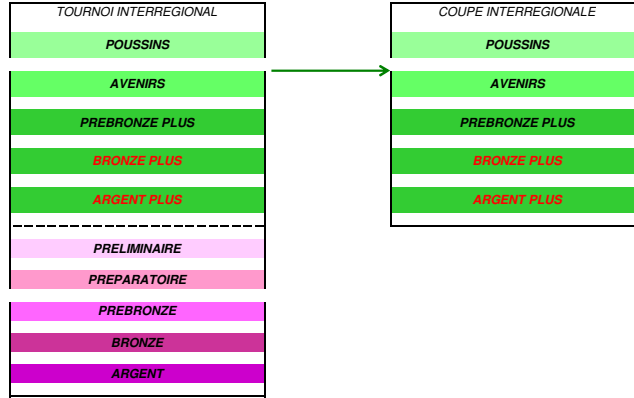 TOURNOI INTERREGIONAL
POUSSINS
AVENIRS
PREBRONZE PLUS
BRONZE PLUS
ARGENT PLUS
PRELIMINAIRE
PREPARATOIRE
PREBRONZE
BRONZE
ARGENT
COUPE INTERREGIONALE
POUSSINS
AVENIRS
PREBRONZE PLUS
BRONZE PLUS
ARGENT PLUS